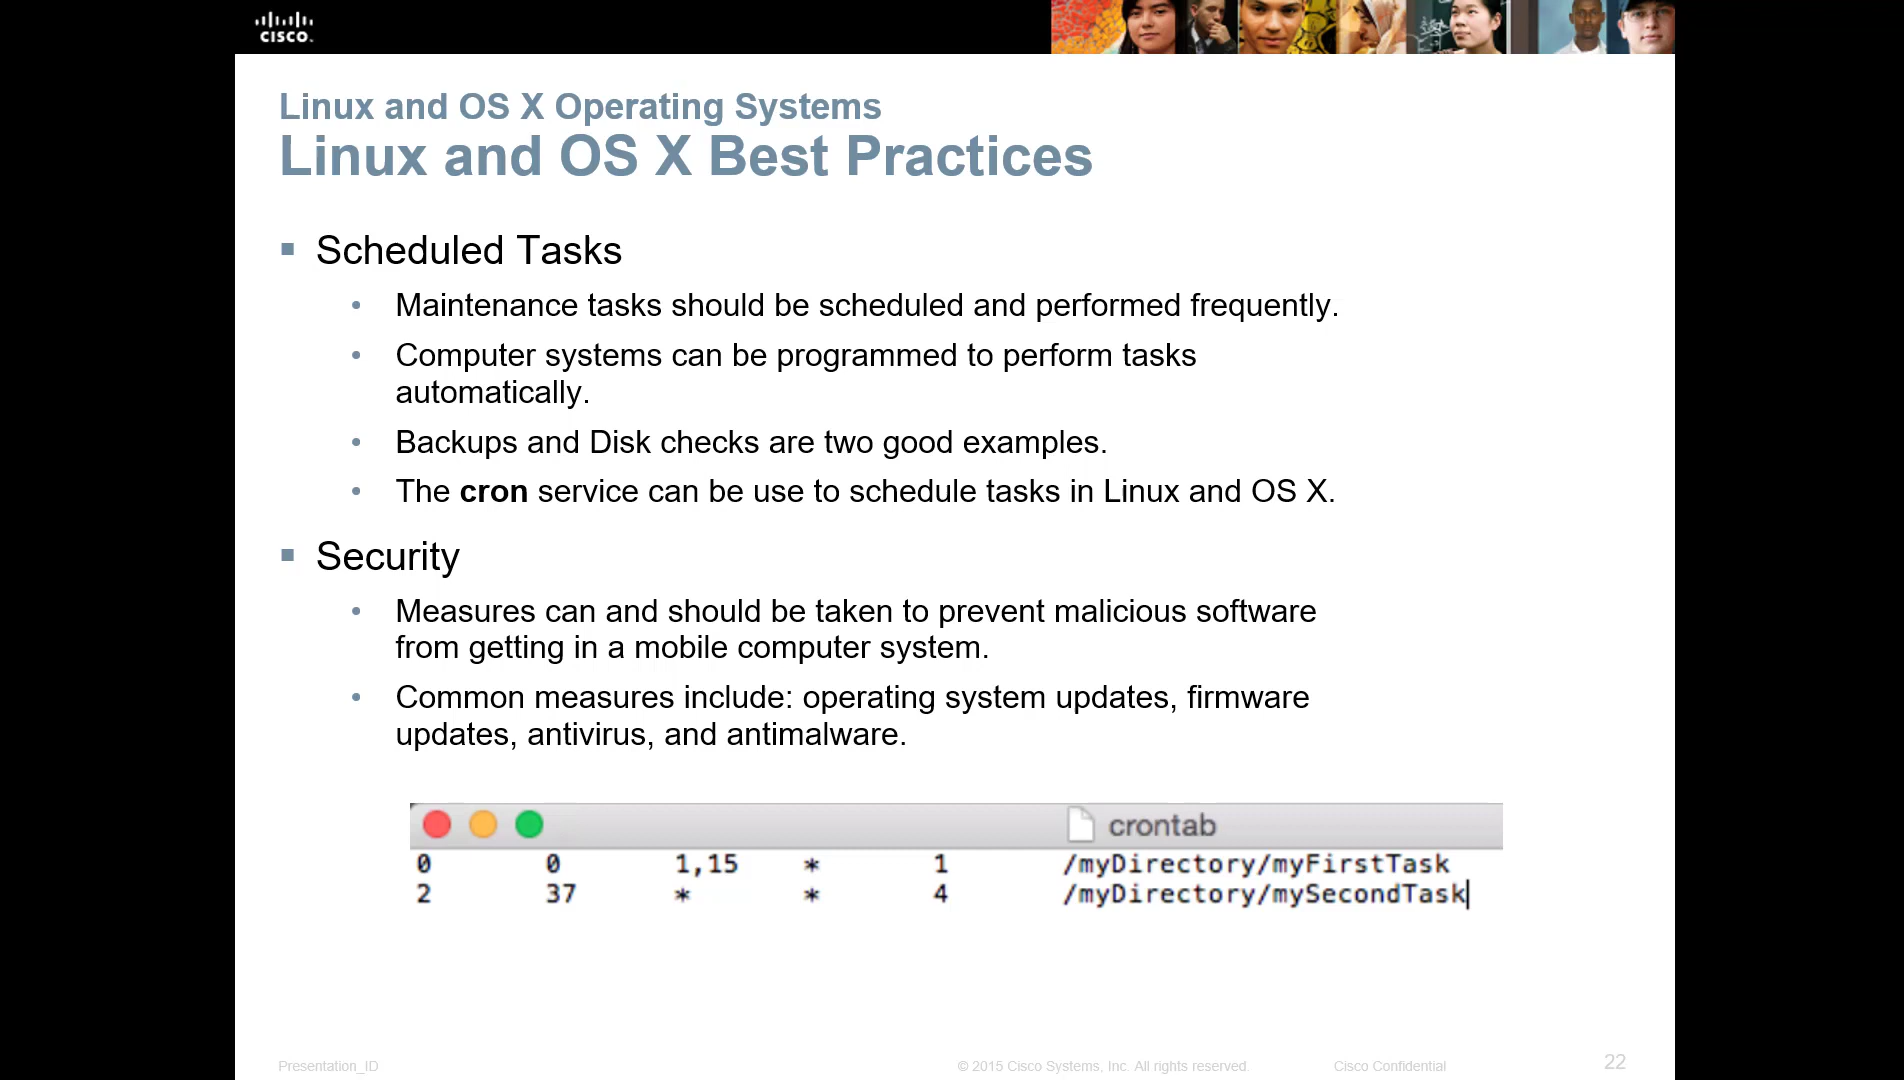 CISCO
Linux and OS X Operating Systems
Linux and OS X Best Practices
Scheduled Tasks
Maintenance tasks should be scheduled and performed frequently.
Computer systems can be programmed to perform tasks
automatically.
Backups and Disk checks are two good examples.
The cron service can be use to schedule tasks in Linux and OS X.
Security
Measures can and should be taken to prevent malicious software
from getting in a mobile computer system.
Common measures include: operating system updates, firmware
updates, antivirus, and antimalware.
crontab
0 0 1,15 * 1 /myDirectory/myFirstTask
2 37 * * 4 /myDirectory/mySecondTask
Presentation_ID © 2015 Cisco Systems, Inc. All rights reserved. Cisco Confidential 22